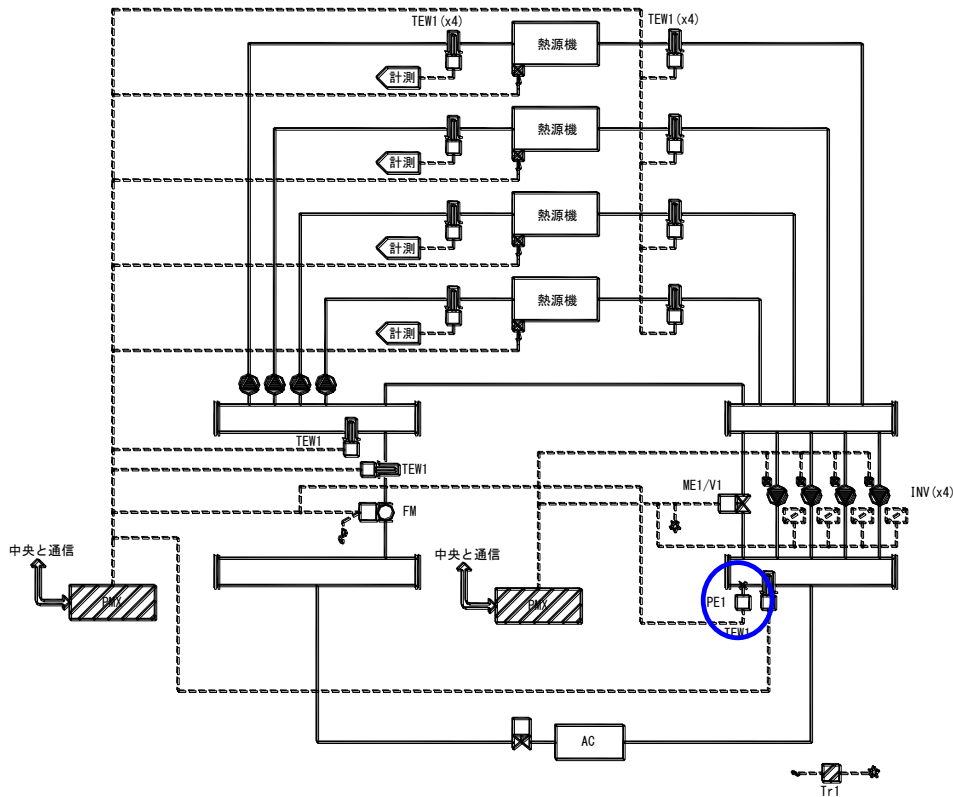 TEW1(x4)
TEW1(x4)
熱源機
計測
熱源機
計測
熱源機
計測
熱源機
計測
TEW1
TEW1
FM
ME1/V1
INV(x4)
中央と通信
PMX
中央と通信
PMX
PE1
TEW1
AC
Tr1